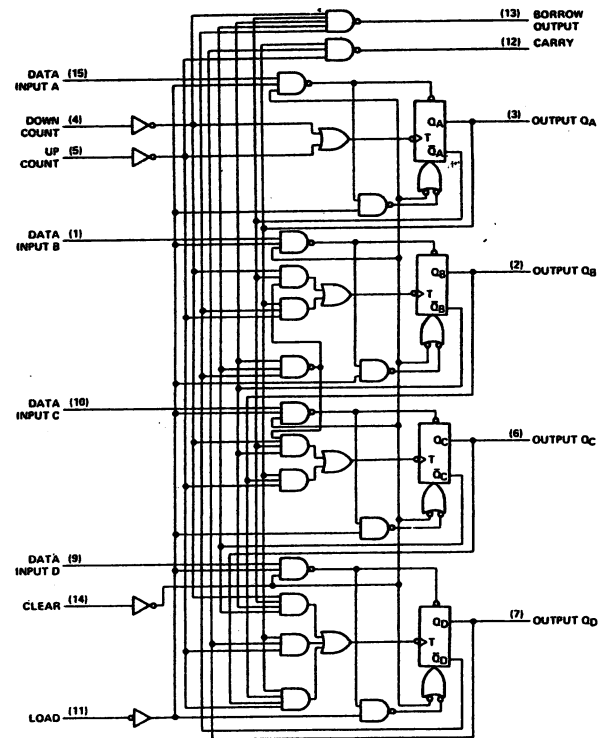 (13) BORROW
OUTPUT
(12) CARRY
DATA (15)
INPUT A
DOWN (4)
COUNT
UP (5)
COUNT
QA
T
Q̄A
(3) OUTPUT QA
DATA (1)
INPUT B
QB
T
Q̄B
(2) OUTPUT QB
DATA (10)
INPUT C
QC
T
Q̄C
(6) OUTPUT QC
DATA (9)
INPUT D
CLEAR (14)
QD
T
Q̄D
(7) OUTPUT QD
LOAD (11)